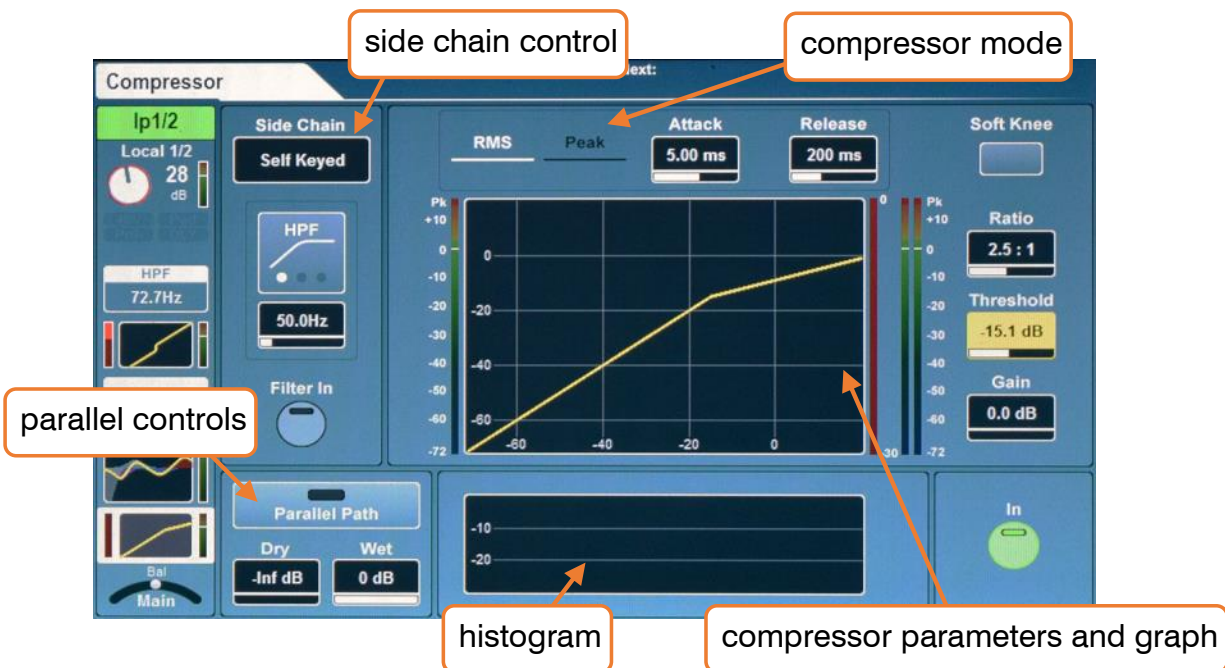 side chain control
compressor mode
Compressor
Next:
Ip1/2
Local 1/2
28
dB
HPF
72.7Hz
Bal
Main
Side Chain
Self Keyed
HPF
50.0Hz
Filter In
parallel controls
Parallel Path
Dry
Wet
-Inf dB
0 dB
RMS
Peak
Attack
5.00 ms
Release
200 ms
Pk
+10
0
-10
-20
-30
-40
-50
-60
-72
0
-20
-40
-60
-60
-40
-20
0
0
-30
Pk
+10
0
-10
-20
-30
-40
-50
-60
-72
Soft Knee
Ratio
2.5 : 1
Threshold
-15.1 dB
Gain
0.0 dB
-10
-20
In
histogram
compressor parameters and graph